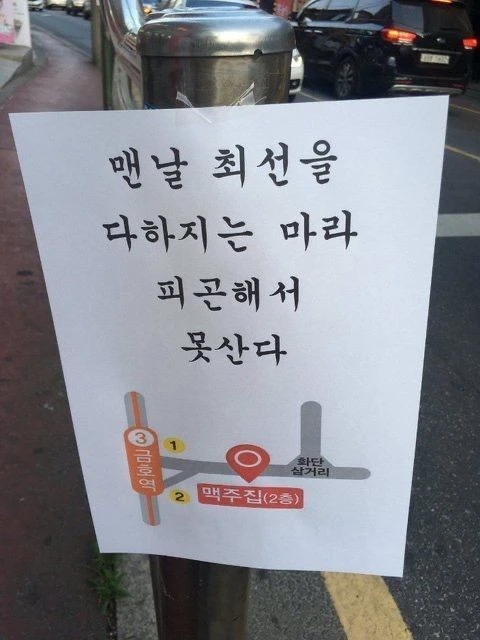 맨날 최선을
다하지는 마라
피곤해서
못산다
3
금호역
1
2
화단
삼거리
맥주집(2층)